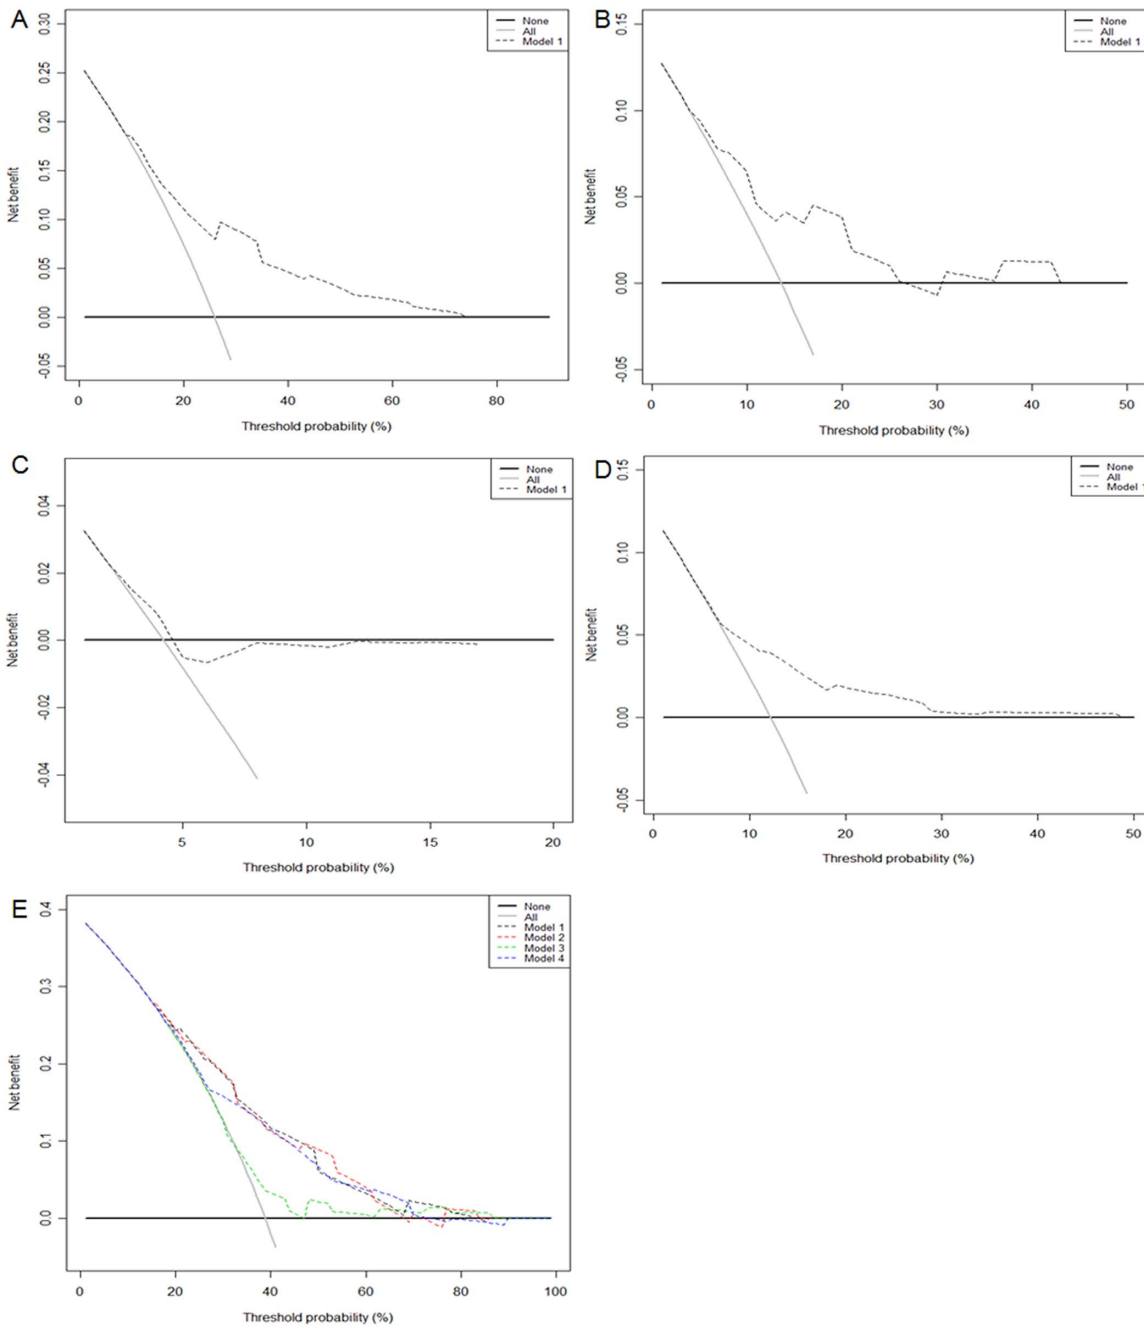 A
None
All
Model 1
0.30
0.25
0.20
0.15
0.10
0.05
0.00
-0.05
Net benefit
0 20 40 60 80
Threshold probability (%)
B
None
All
Model 1
0.15
0.10
0.05
0.00
-0.05
Net benefit
0 10 20 30 40 50
Threshold probability (%)
C
None
All
Model 1
0.04
0.02
0.00
-0.02
-0.04
Net benefit
5 10 15 20
Threshold probability (%)
D
None
All
Model 1
0.15
0.10
0.05
0.00
-0.05
Net benefit
0 10 20 30 40 50
Threshold probability (%)
E
None
All
Model 1
Model 2
Model 3
Model 4
0.4
0.3
0.2
0.1
0.0
Net benefit
0 20 40 60 80 100
Threshold probability (%)